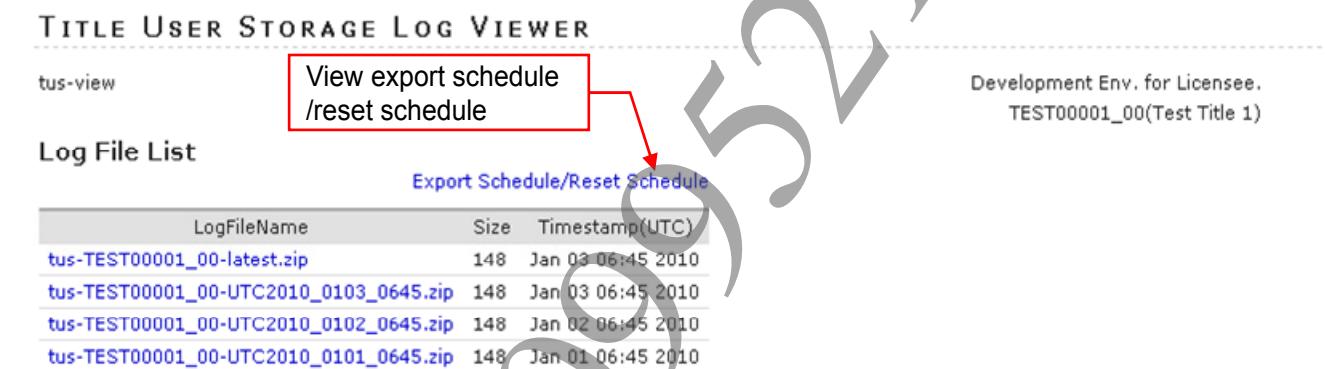 TITLE USER STORAGE LOG VIEWER
tus-view
View export schedule
/reset schedule
Development Env. for Licensee.
TEST00001_00(Test Title 1)
Log File List
Export Schedule/Reset Schedule
LogFileName Size Timestamp(UTC)
tus-TEST00001_00-latest.zip 148 Jan 03 06:45 2010
tus-TEST00001_00-UTC2010_0103_0645.zip 148 Jan 03 06:45 2010
tus-TEST00001_00-UTC2010_0102_0645.zip 148 Jan 02 06:45 2010
tus-TEST00001_00-UTC2010_0101_0645.zip 148 Jan 01 06:45 2010